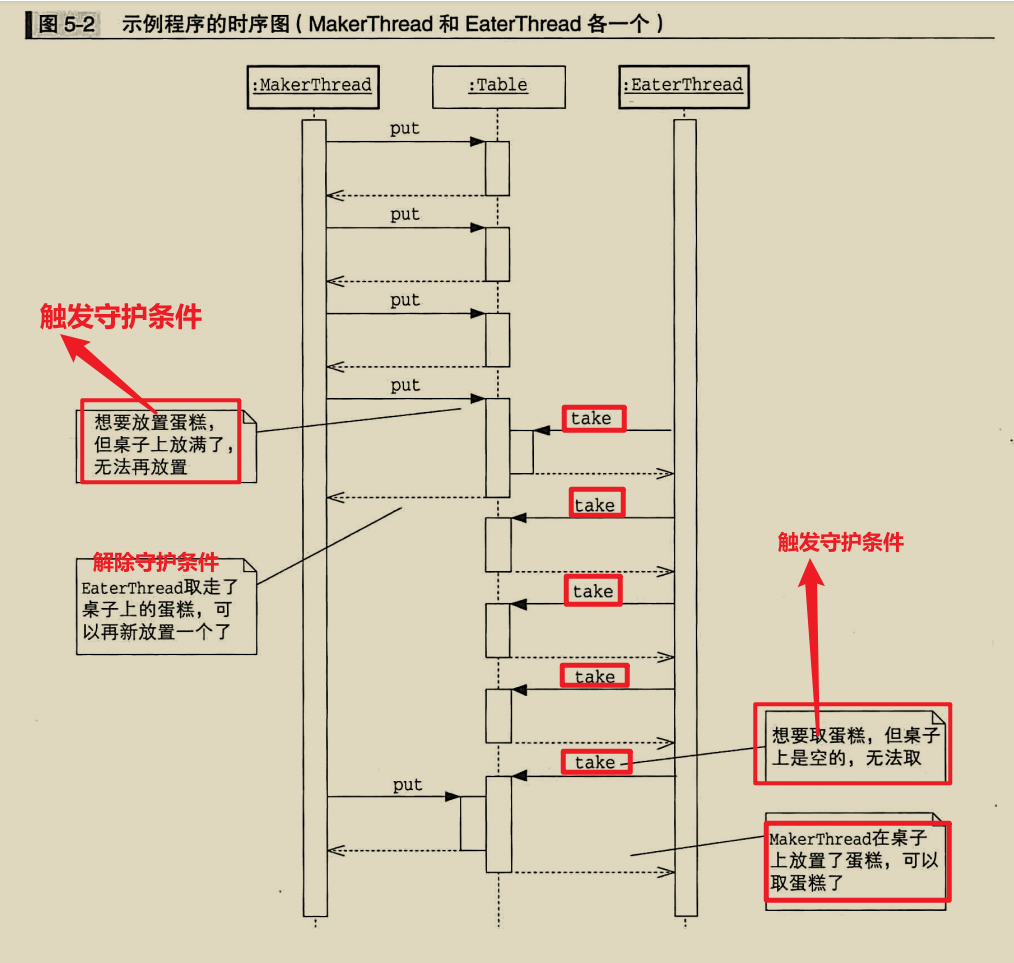 图 5-2 示例程序的时序图（MakerThread 和 EaterThread 各一个）
:MakerThread
:Table
:EaterThread
put
put
put
触发守护条件
put
想要放置蛋糕，
但桌子上放满了，
无法再放置
take
take
解除守护条件
EaterThread取走了
桌子上的蛋糕，可
以再新放置一个了
触发守护条件
take
take
想要取蛋糕，但桌子
上是空的，无法取
take
put
MakerThread在桌子
上放置了蛋糕，可以
取蛋糕了